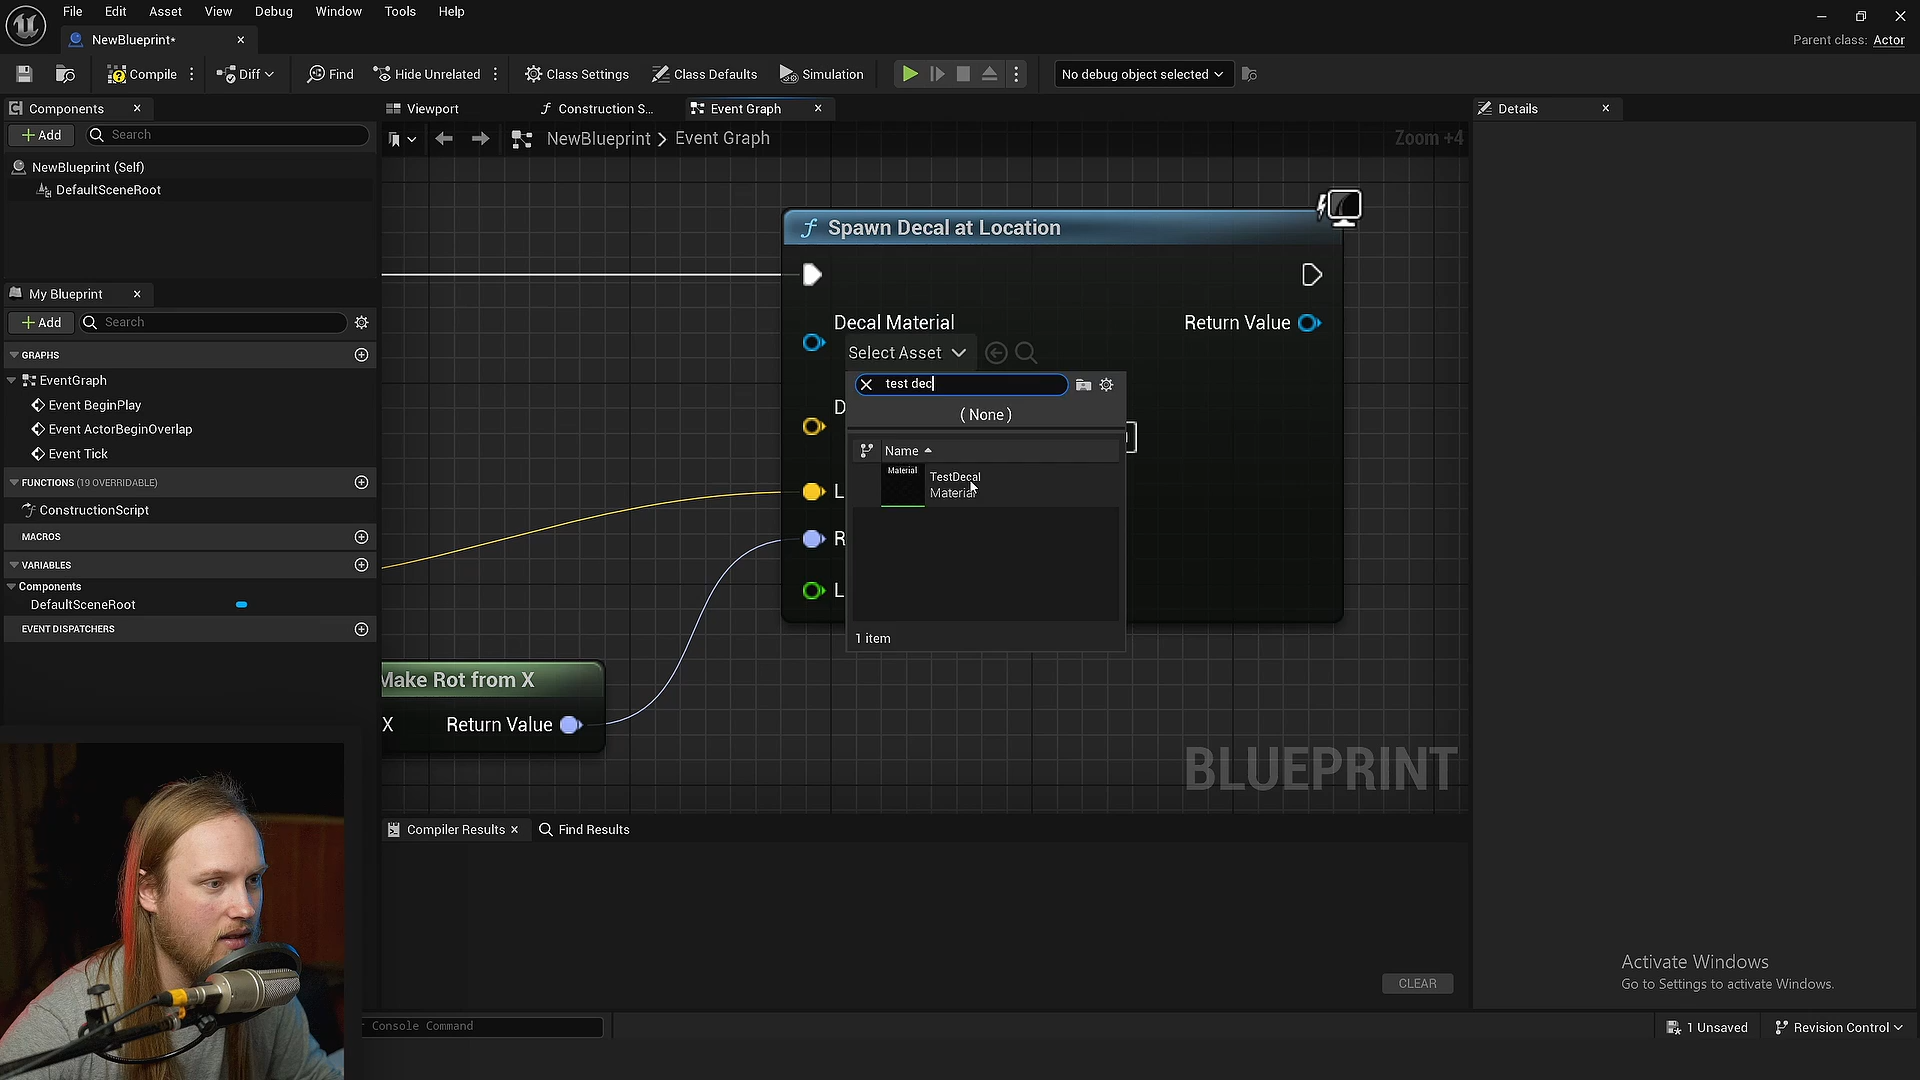 File Edit Asset View Debug Window Tools Help
NewBlueprint*
Parent class: Actor
Compile Diff Find Hide Unrelated Class Settings Class Defaults Simulation No debug object selected
Components Viewport Construction S... Event Graph Details
Add Search
NewBlueprint > Event Graph Zoom +4
NewBlueprint (Self)
DefaultSceneRoot
My Blueprint
Add Search
GRAPHS
EventGraph
Event BeginPlay
Event ActorBeginOverlap
Event Tick
FUNCTIONS (19 OVERRIDABLE)
ConstructionScript
MACROS
VARIABLES
Components
DefaultSceneRoot
EVENT DISPATCHERS
Spawn Decal at Location
Decal Material Return Value
Select Asset
test dec
( None )
D
Name
Material
TestDecal
Material
L
R
L
1 item
Make Rot from X
X Return Value
BLUEPRINT
Compiler Results Find Results
CLEAR
Activate Windows
Go to Settings to activate Windows.
Console Command
1 Unsaved Revision Control